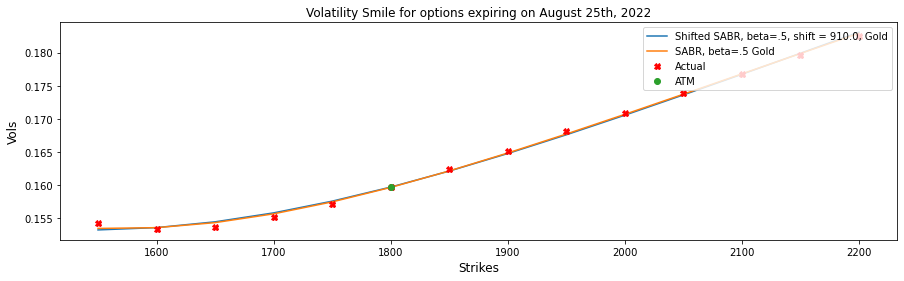 Volatility Smile for options expiring on August 25th, 2022
Shifted SABR, beta=.5, shift = 910.0, Gold
SABR, beta=.5 Gold
Actual
ATM
Vols
0.180
0.175
0.170
0.165
0.160
0.155
1600 1700 1800 1900 2000 2100 2200
Strikes